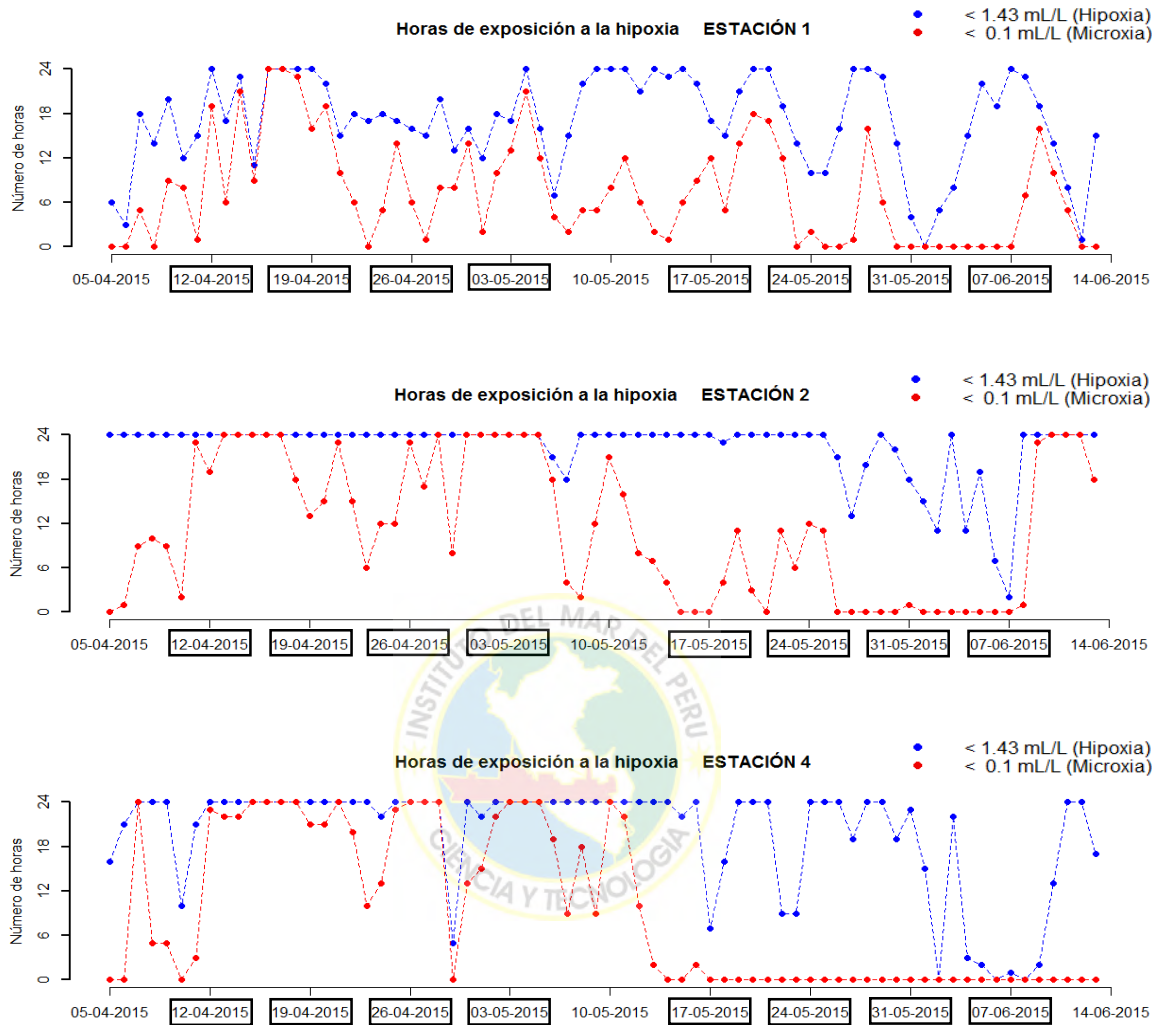 Horas de exposición a la hipoxia ESTACIÓN 1
< 1.43 mL/L (Hipoxia)
< 0.1 mL/L (Microxia)
Número de horas
24
18
12
6
0
05-04-2015 12-04-2015 19-04-2015 26-04-2015 03-05-2015 10-05-2015 17-05-2015 24-05-2015 31-05-2015 07-06-2015 14-06-2015
Horas de exposición a la hipoxia ESTACIÓN 2
< 1.43 mL/L (Hipoxia)
< 0.1 mL/L (Microxia)
Número de horas
24
18
12
6
0
05-04-2015 12-04-2015 19-04-2015 26-04-2015 03-05-2015 10-05-2015 17-05-2015 24-05-2015 31-05-2015 07-06-2015 14-06-2015
INSTITUTO DEL MAR DEL PERU
CIENCIA Y TECNOLOGIA
Horas de exposición a la hipoxia ESTACIÓN 4
< 1.43 mL/L (Hipoxia)
< 0.1 mL/L (Microxia)
Número de horas
24
18
12
6
0
05-04-2015 12-04-2015 19-04-2015 26-04-2015 03-05-2015 10-05-2015 17-05-2015 24-05-2015 31-05-2015 07-06-2015 14-06-2015